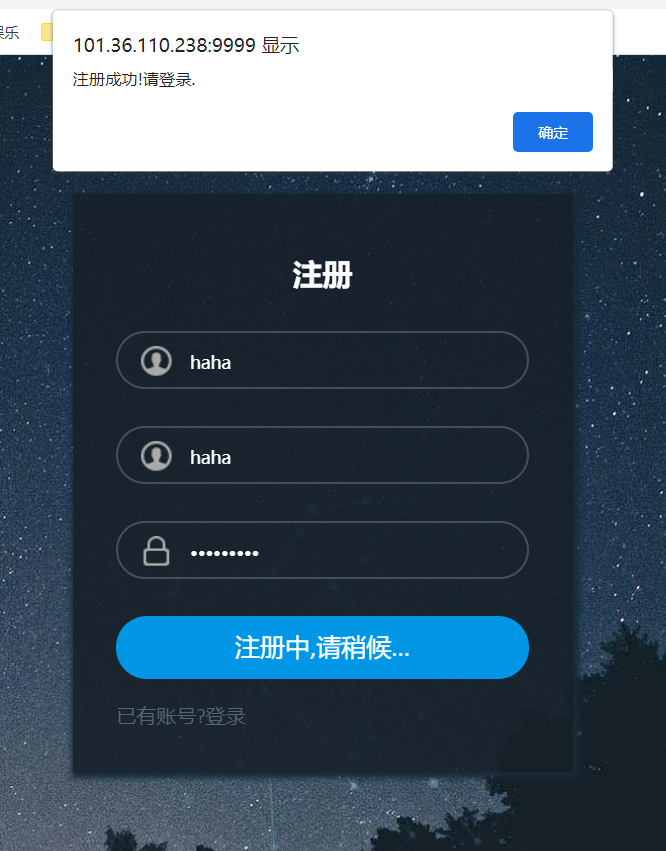 娱乐
101.36.110.238:9999 显示
注册成功!请登录.
确定
注册
haha
haha
•••••••••
注册中,请稍候...
已有账号?登录